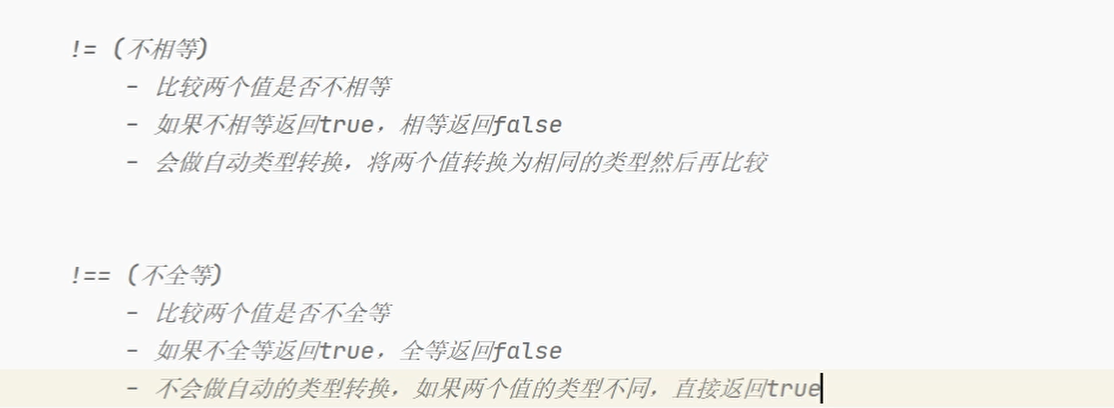 != (不相等)
- 比较两个值是否不相等
- 如果不相等返回true，相等返回false
- 会做自动类型转换，将两个值转换为相同的类型然后再比较
!== (不全等)
- 比较两个值是否不全等
- 如果不全等返回true，全等返回false
- 不会做自动的类型转换，如果两个值的类型不同，直接返回true